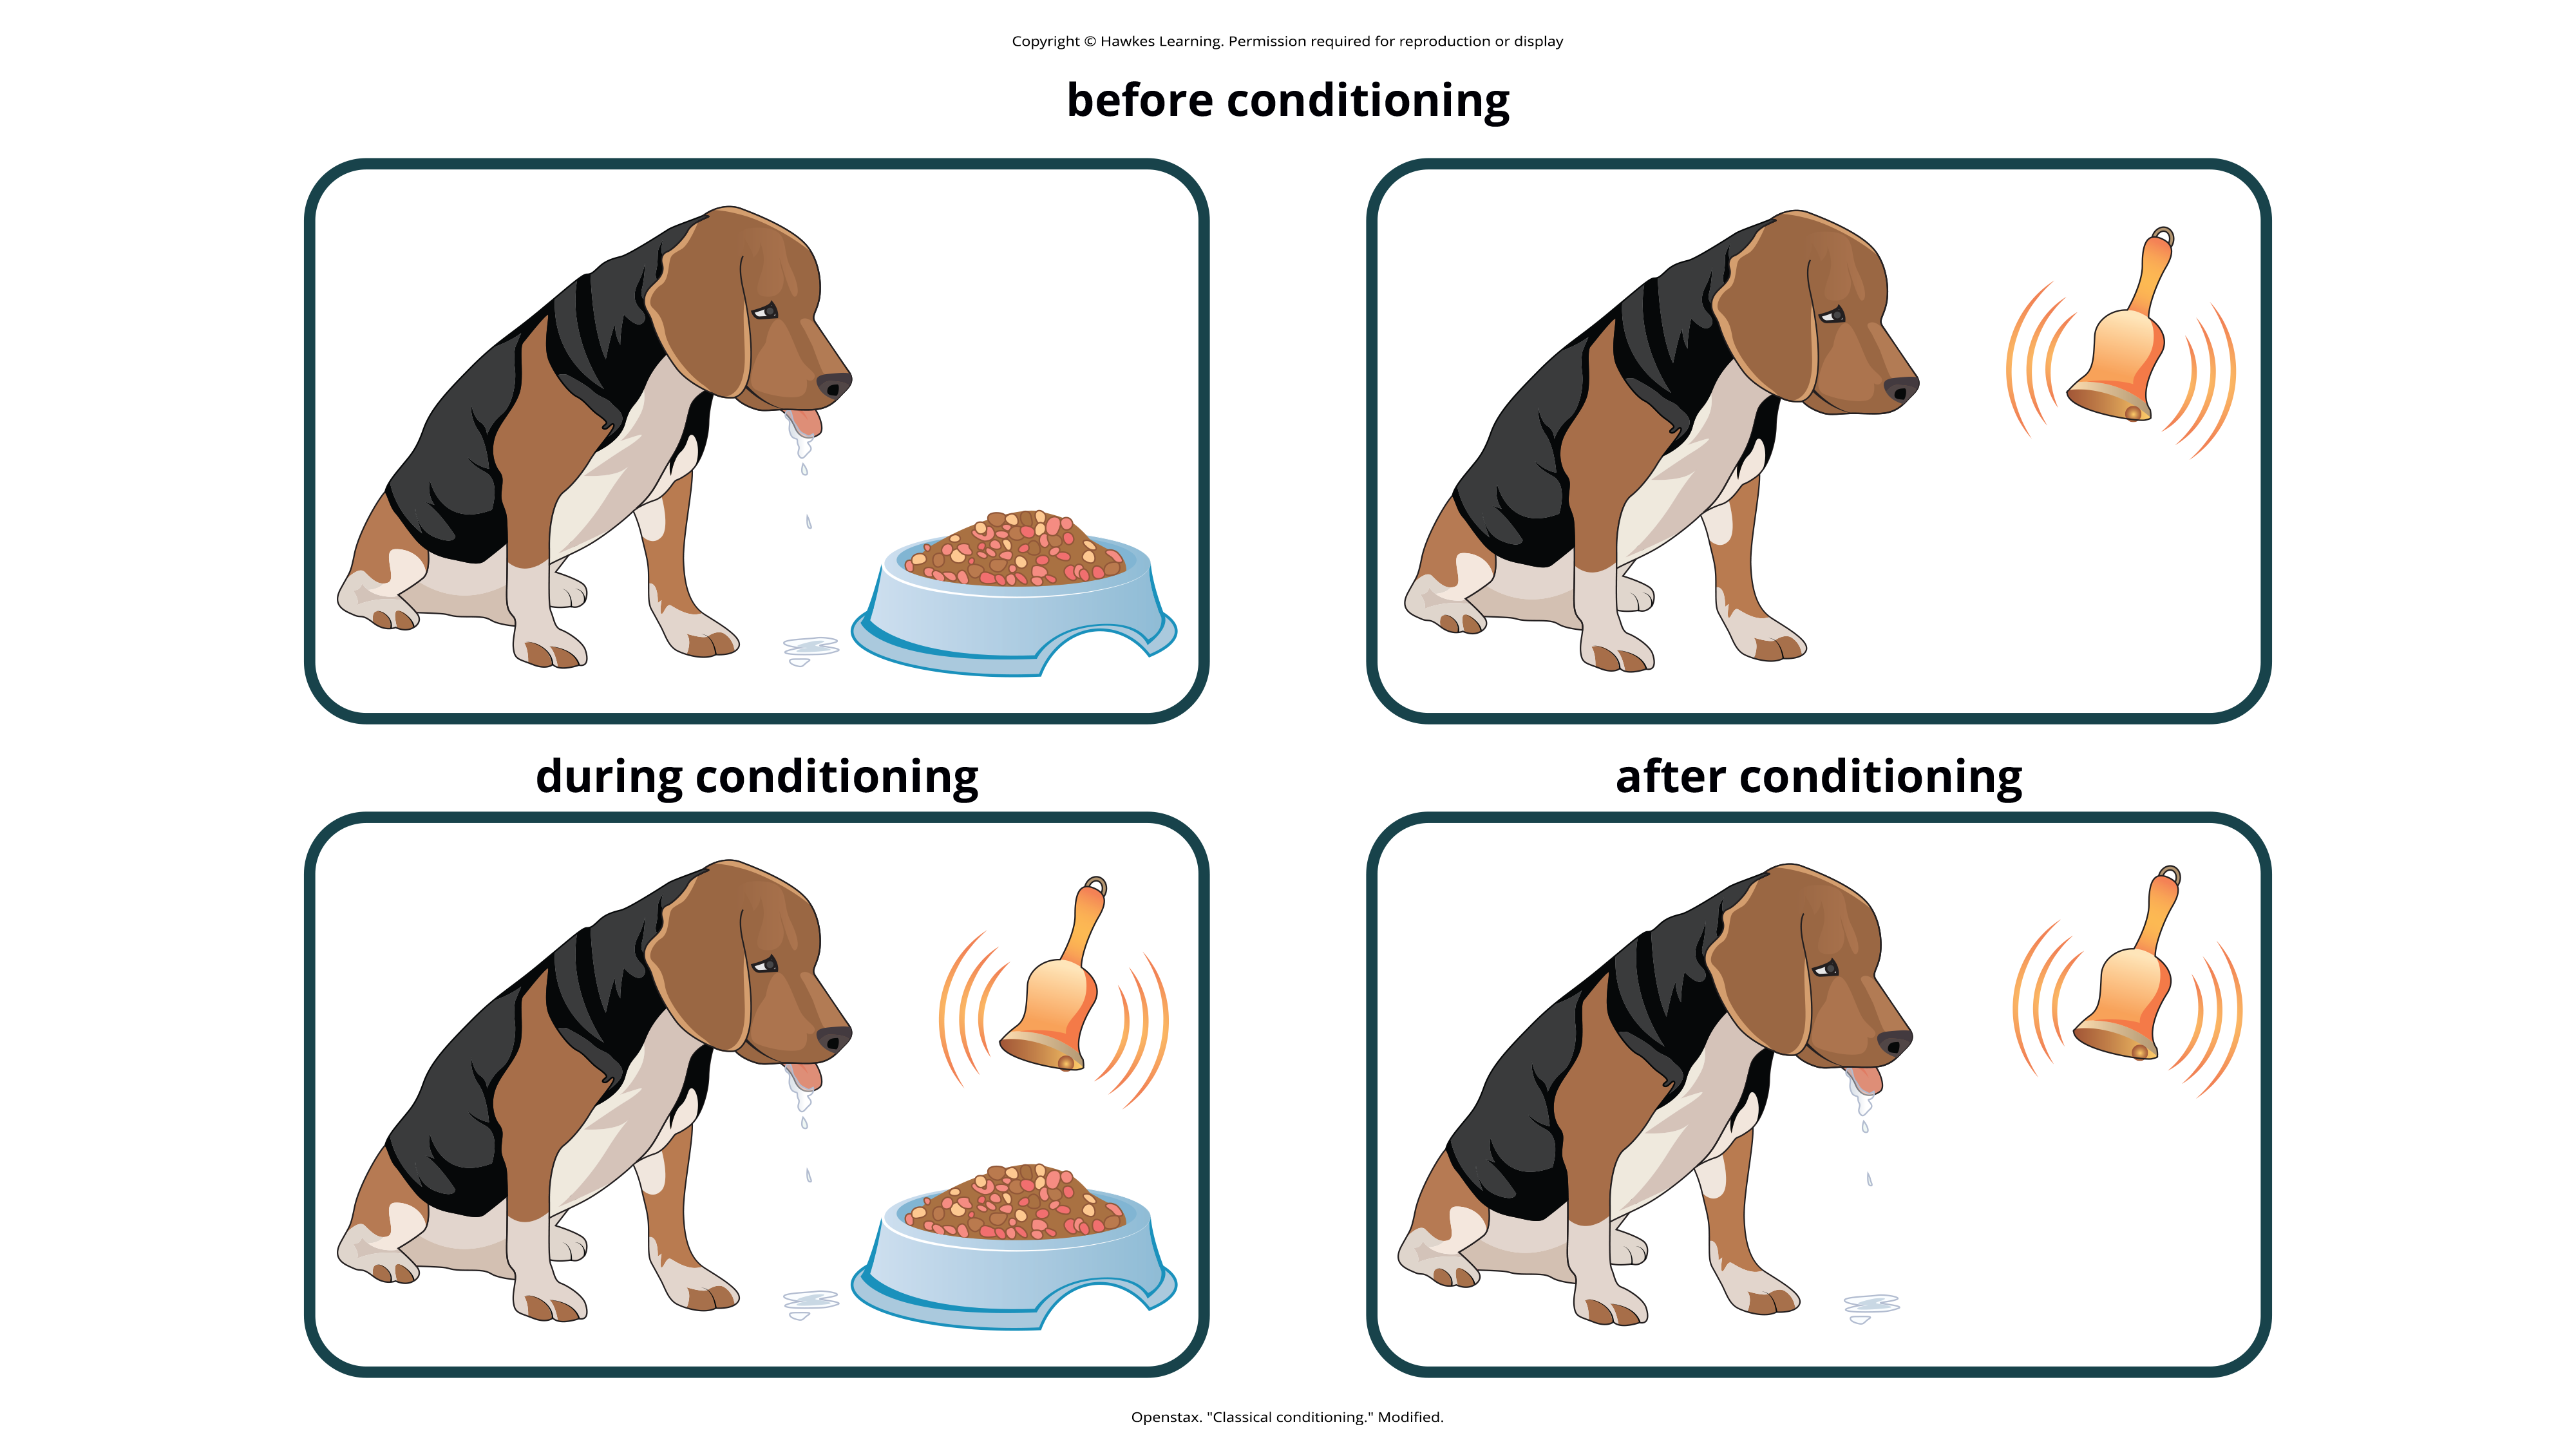 Copyright © Hawkes Learning. Permission required for reproduction or display
before conditioning
during conditioning
after conditioning
Openstax. "Classical conditioning." Modified.